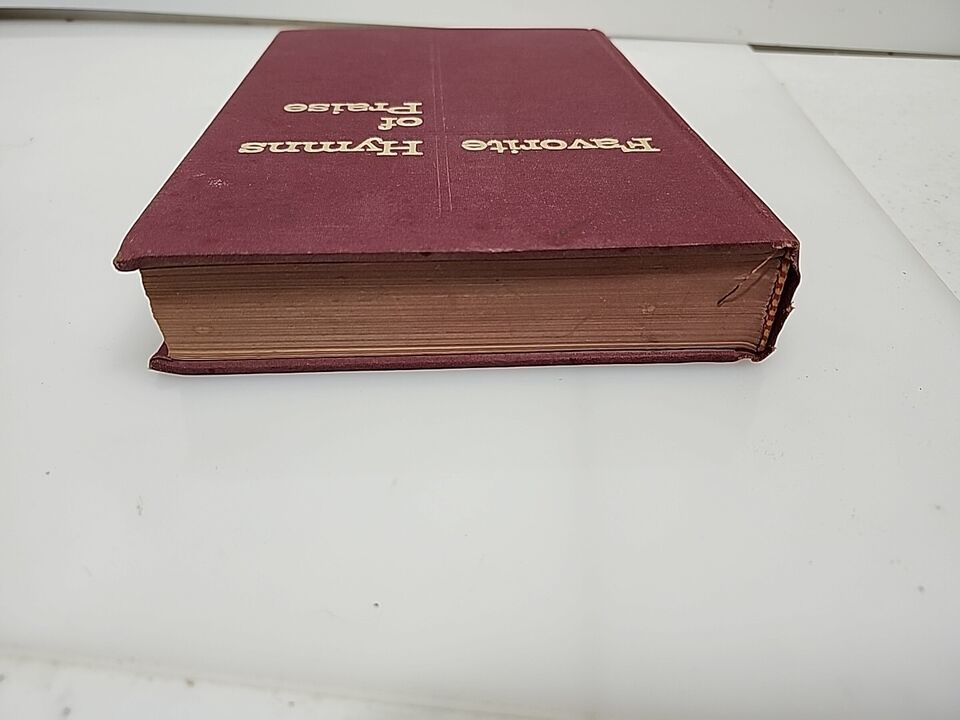 Favorite Hymns
of
Praise